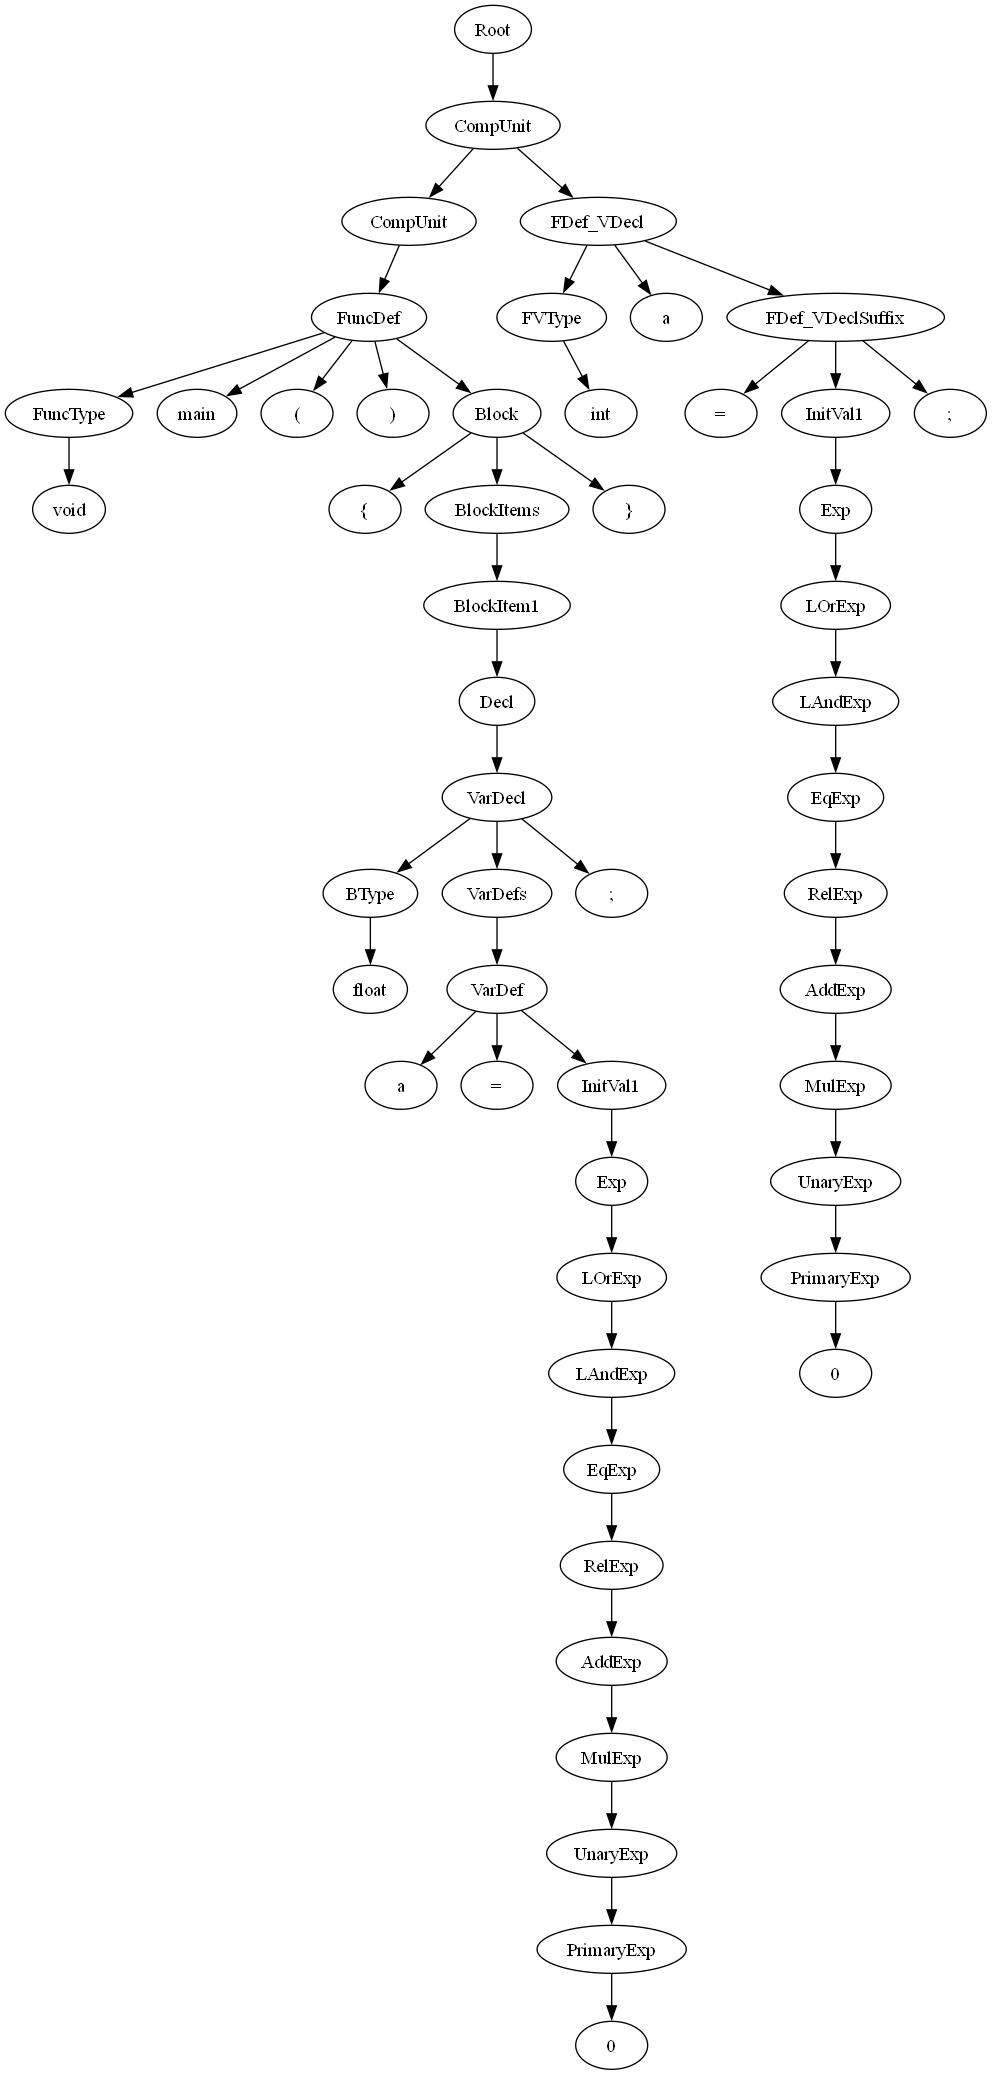 Root
CompUnit
CompUnit FDef_VDecl
FuncDef FVType a FDef_VDeclSuffix
FuncType main ( ) Block int = InitVal1 ;
void { BlockItems } Exp
BlockItem1 LOrExp
Decl LAndExp
VarDecl EqExp
BType VarDefs ; RelExp
float VarDef AddExp
a = InitVal1 MulExp
Exp UnaryExp
LOrExp PrimaryExp
LAndExp 0
EqExp
RelExp
AddExp
MulExp
UnaryExp
PrimaryExp
0